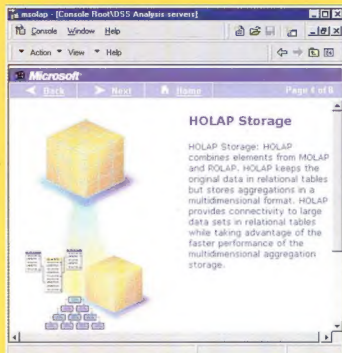 msolap - [Console Root\DSS Analysis servers]
Console Window Help
Action View Help
Microsoft
Back Next Home Page 4 of 8
HOLAP Storage
HOLAP Storage: HOLAP
combines elements from MOLAP
and ROLAP. HOLAP keeps the
original data in relational tables
but stores aggregations in a
multidimensional format. HOLAP
provides connectivity to large
data sets in relational tables
while taking advantage of the
faster performance of the
multidimensional aggregation
storage.